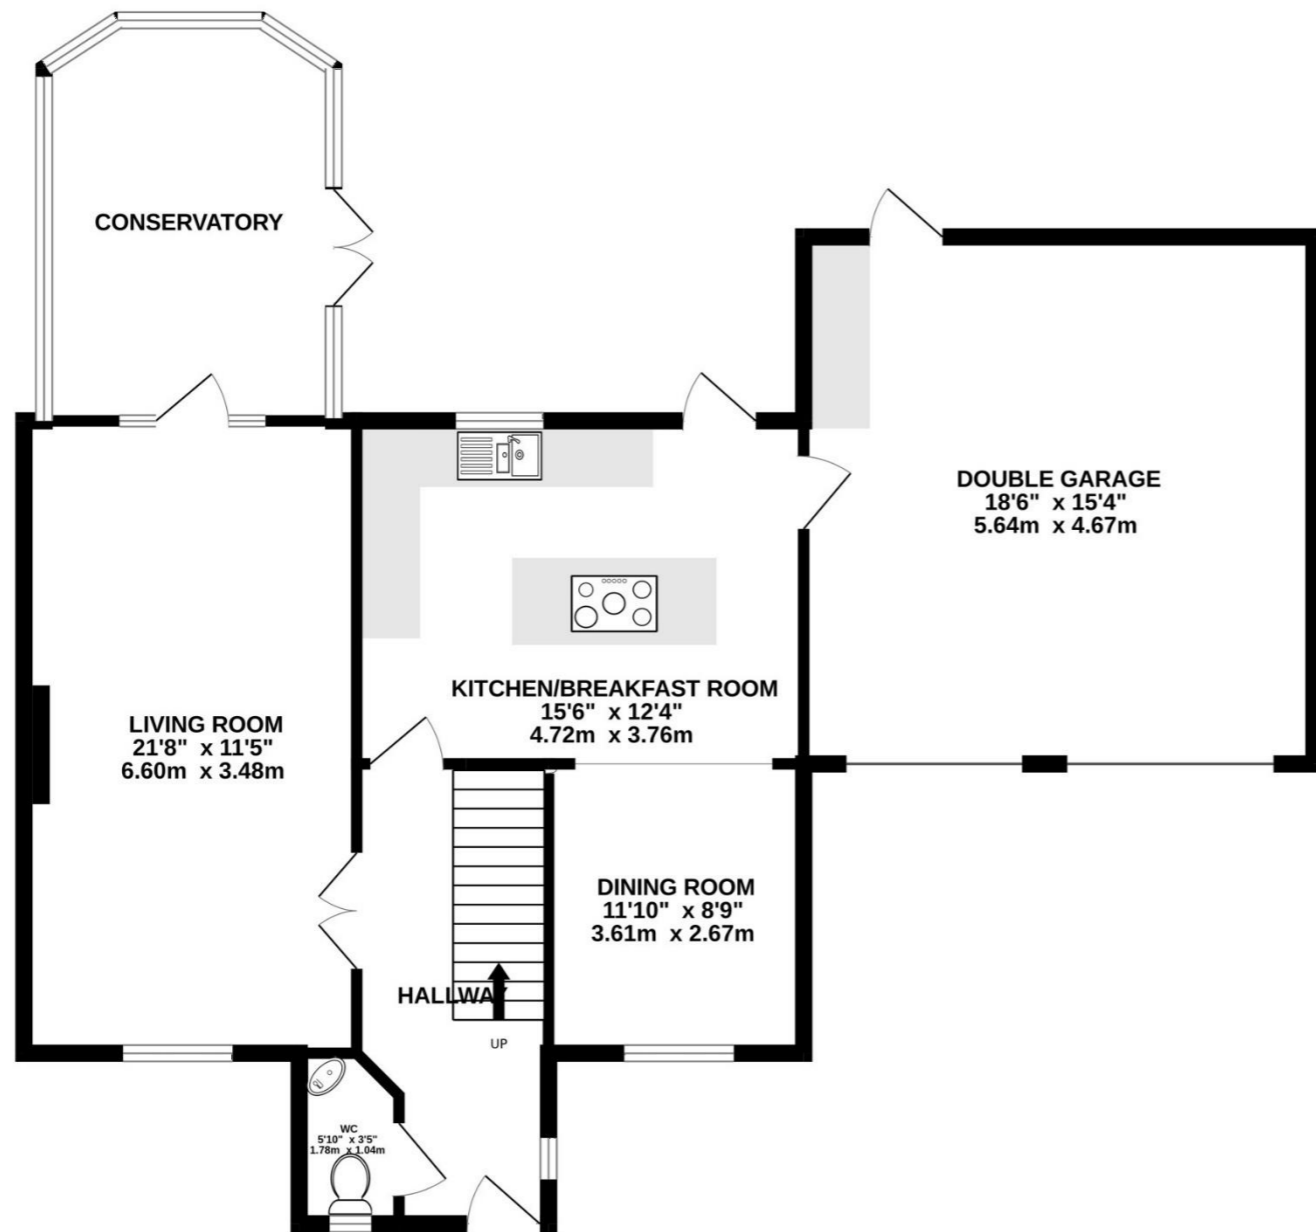 CONSERVATORY
DOUBLE GARAGE
18'6" x 15'4"
5.64m x 4.67m
KITCHEN/BREAKFAST ROOM
15'6" x 12'4"
4.72m x 3.76m
LIVING ROOM
21'8" x 11'5"
6.60m x 3.48m
DINING ROOM
11'10" x 8'9"
3.61m x 2.67m
HALLWAY
UP
WC
5'10" x 3'5"
1.78m x 1.04m